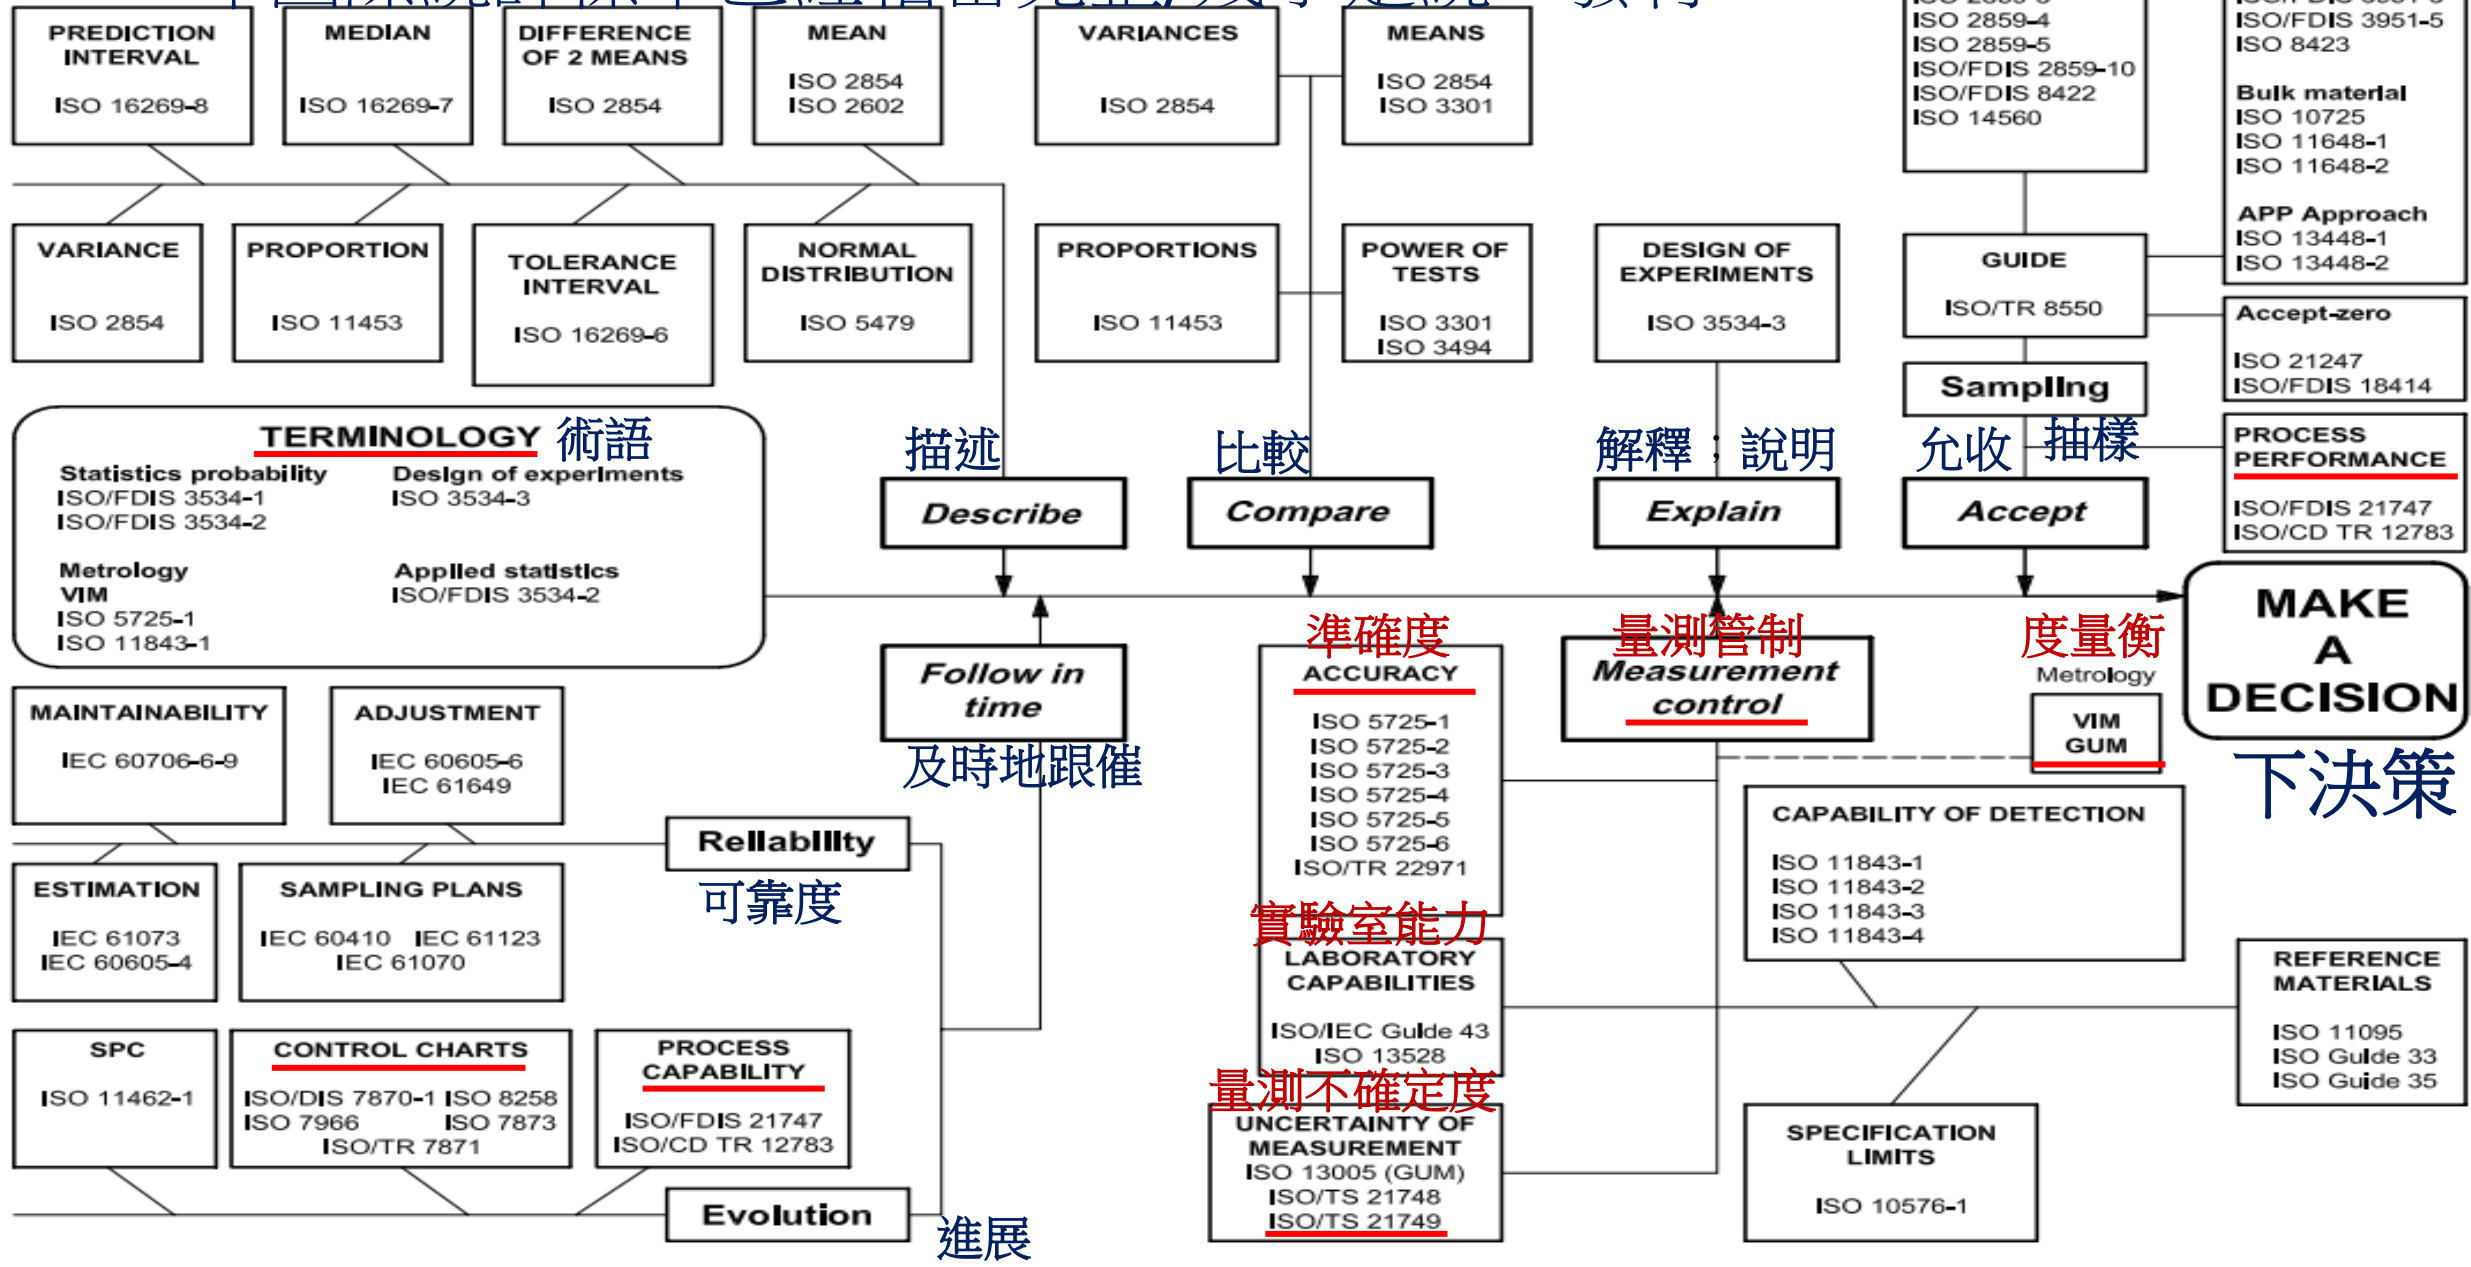 ISO 2859-4
ISO 2859-5
ISO/FDIS 2859-10
ISO/FDIS 8422
ISO 14560
ISO/FDIS 3951-5
ISO 8423
Bulk material
ISO 10725
ISO 11648-1
ISO 11648-2
APP Approach
ISO 13448-1
ISO 13448-2
PREDICTION
INTERVAL
ISO 16269-8
MEDIAN
ISO 16269-7
DIFFERENCE
OF 2 MEANS
ISO 2854
MEAN
ISO 2854
ISO 2602
VARIANCES
ISO 2854
MEANS
ISO 2854
ISO 3301
VARIANCE
ISO 2854
PROPORTION
ISO 11453
TOLERANCE
INTERVAL
ISO 16269-6
NORMAL
DISTRIBUTION
ISO 5479
PROPORTIONS
ISO 11453
POWER OF
TESTS
ISO 3301
ISO 3494
DESIGN OF
EXPERIMENTS
ISO 3534-3
GUIDE
ISO/TR 8550
Accept-zero
ISO 21247
ISO/FDIS 18414
Sampling
抽樣
PROCESS
PERFORMANCE
ISO/FDIS 21747
ISO/CD TR 12783
TERMINOLOGY 術語
Statistics probability
ISO/FDIS 3534-1
ISO/FDIS 3534-2
Design of experiments
ISO 3534-3
Metrology
VIM
ISO 5725-1
ISO 11843-1
Applied statistics
ISO/FDIS 3534-2
描述
Describe
比較
Compare
解釋；說明
Explain
允收
Accept
MAKE
A
DECISION
下決策
Follow in
time
及時地跟催
準確度
ACCURACY
ISO 5725-1
ISO 5725-2
ISO 5725-3
ISO 5725-4
ISO 5725-5
ISO 5725-6
ISO/TR 22971
量測管制
Measurement
control
度量衡
Metrology
VIM
GUM
MAINTAINABILITY
IEC 60706-6-9
ADJUSTMENT
IEC 60605-6
IEC 61649
Reliability
可靠度
ESTIMATION
IEC 61073
IEC 60605-4
SAMPLING PLANS
IEC 60410 IEC 61123
IEC 61070
CAPABILITY OF DETECTION
ISO 11843-1
ISO 11843-2
ISO 11843-3
ISO 11843-4
實驗室能力
LABORATORY
CAPABILITIES
ISO/IEC Guide 43
ISO 13528
REFERENCE
MATERIALS
ISO 11095
ISO Guide 33
ISO Guide 35
SPC
ISO 11462-1
CONTROL CHARTS
ISO/DIS 7870-1 ISO 8258
ISO 7966 ISO 7873
ISO/TR 7871
PROCESS
CAPABILITY
ISO/FDIS 21747
ISO/CD TR 12783
量測不確定度
UNCERTAINTY OF
MEASUREMENT
ISO 13005 (GUM)
ISO/TS 21748
ISO/TS 21749
SPECIFICATION
LIMITS
ISO 10576-1
Evolution
進展